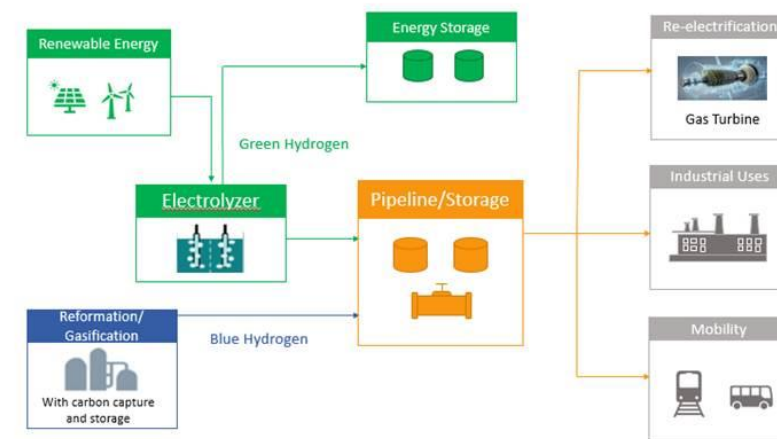 Renewable Energy
Energy Storage
Re-electrification
Gas Turbine
Green Hydrogen
Electrolyzer
Pipeline/Storage
Industrial Uses
Reformation/
Gasification
With carbon capture
and storage
Blue Hydrogen
Mobility